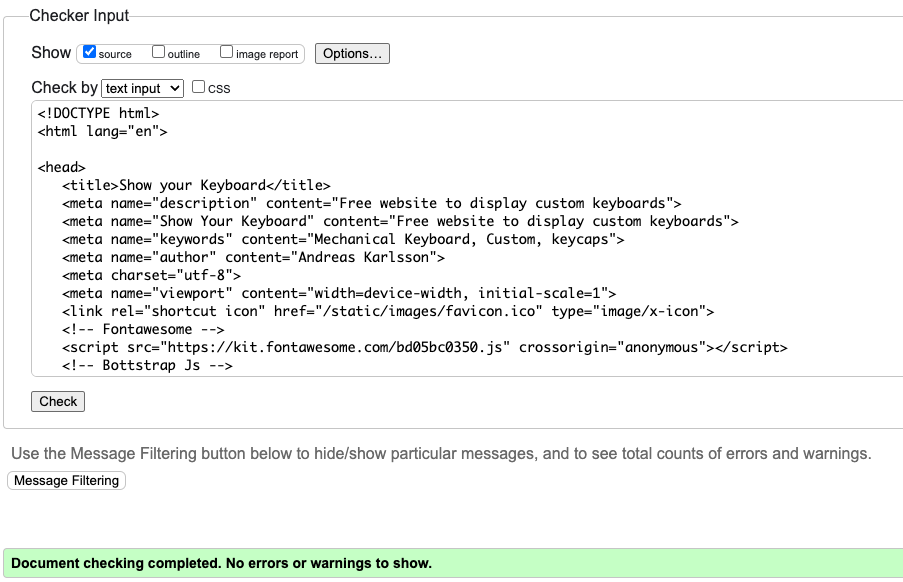 Checker Input
Show source outline image report Options...
Check by text input css
<!DOCTYPE html>
<html lang="en">
<head>
<title>Show your Keyboard</title>
<meta name="description" content="Free website to display custom keyboards">
<meta name="Show Your Keyboard" content="Free website to display custom keyboards">
<meta name="keywords" content="Mechanical Keyboard, Custom, keycaps">
<meta name="author" content="Andreas Karlsson">
<meta charset="utf-8">
<meta name="viewport" content="width=device-width, initial-scale=1">
<link rel="shortcut icon" href="/static/images/favicon.ico" type="image/x-icon">
<!-- Fontawesome -->
<script src="https://kit.fontawesome.com/bd05bc0350.js" crossorigin="anonymous"></script>
<!-- Bottstrap Js -->
Check
Use the Message Filtering button below to hide/show particular messages, and to see total counts of errors and warnings.
Message Filtering
Document checking completed. No errors or warnings to show.